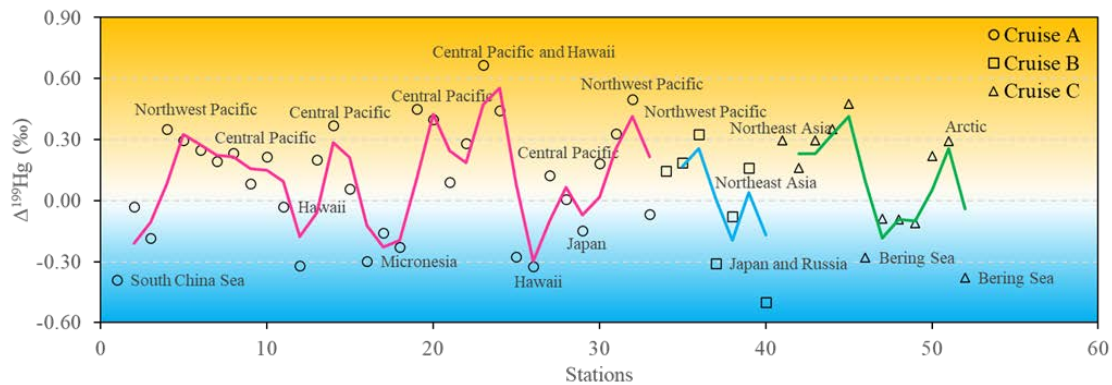 0.90
0.60
0.30
0.00
-0.30
-0.60
Δ¹⁹⁹Hg (‰)
Cruise A
Cruise B
Cruise C
Central Pacific and Hawaii
Northwest Pacific
Central Pacific
Northwest Pacific
Central Pacific
Northwest Pacific
Central Pacific
Northeast Asia
Arctic
Central Pacific
Northeast Asia
Hawaii
Japan
Micronesia
Japan and Russia
Bering Sea
South China Sea
Hawaii
Bering Sea
0 10 20 30 40 50 60
Stations